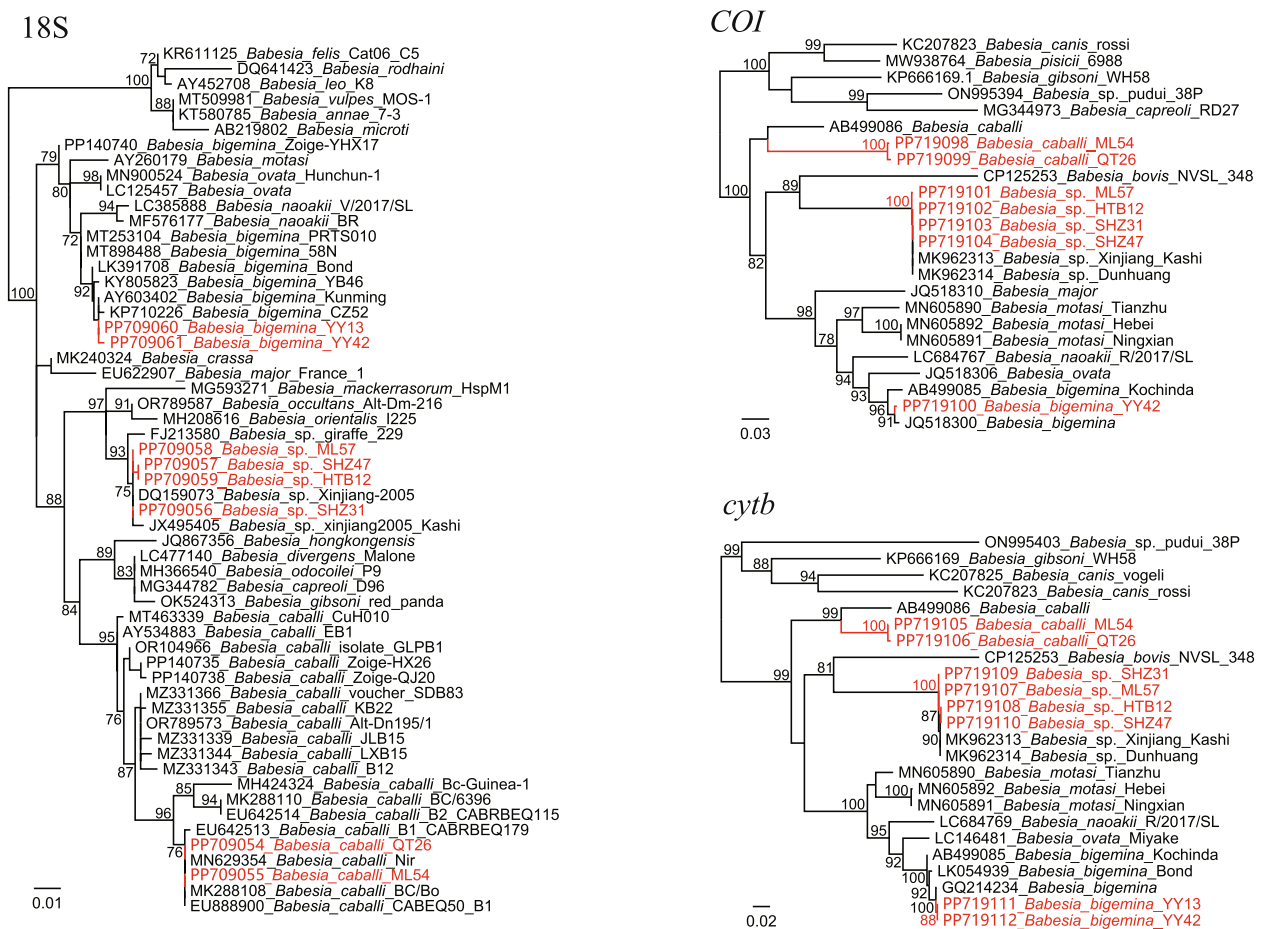 18S
72
KR611125_Babesia_felis_Cat06_C5
DQ641423_Babesia_rodhaini
100
AY452708_Babesia_leo_K8
MT509981_Babesia_vulpes_MOS-1
88
KT580785_Babesia_annae_7-3
AB219802_Babesia_microti
PP140740_Babesia_bigemina_Zoige-YHX17
79
AY260179_Babesia_motasi
98
MN900524_Babesia_ovata_Hunchun-1
80
LC125457_Babesia_ovata
94
LC385888_Babesia_naoakii_V/2017/SL
MF576177_Babesia_naoakii_BR
72
MT253104_Babesia_bigemina_PRTS010
MT898488_Babesia_bigemina_58N
LK391708_Babesia_bigemina_Bond
KY805823_Babesia_bigemina_YB46
92
100
AY603402_Babesia_bigemina_Kunming
KP710226_Babesia_bigemina_CZ52
PP709060_Babesia_bigemina_YY13
PP709061_Babesia_bigemina_YY42
MK240324_Babesia_crassa
EU622907_Babesia_major_France_1
MG593271_Babesia_mackerrasorum_HspM1
97
91
OR789587_Babesia_occultans_Alt-Dm-216
MH208616_Babesia_orientalis_I225
FJ213580_Babesia_sp._giraffe_229
93
PP709058_Babesia_sp._ML57
PP709057_Babesia_sp._SHZ47
PP709059_Babesia_sp._HTB12
75
DQ159073_Babesia_sp._Xinjiang-2005
88
PP709056_Babesia_sp._SHZ31
JX495405_Babesia_sp._xinjiang2005_Kashi
JQ867356_Babesia_hongkongensis
89
LC477140_Babesia_divergens_Malone
83
MH366540_Babesia_odocoilei_P9
MG344782_Babesia_capreoli_D96
OK524313_Babesia_gibsoni_red_panda
84
MT463339_Babesia_caballi_CuH010
AY534883_Babesia_caballi_EB1
95
OR104966_Babesia_caballi_isolate_GLPB1
PP140735_Babesia_caballi_Zoige-HX26
PP140738_Babesia_caballi_Zoige-QJ20
MZ331366_Babesia_caballi_voucher_SDB83
MZ331355_Babesia_caballi_KB22
76
OR789573_Babesia_caballi_Alt-Dn195/1
MZ331339_Babesia_caballi_JLB15
MZ331344_Babesia_caballi_LXB15
87
MZ331343_Babesia_caballi_B12
85
MH424324_Babesia_caballi_Bc-Guinea-1
94
MK288110_Babesia_caballi_BC/6396
96
EU642514_Babesia_caballi_B2_CABRBEQ115
EU642513_Babesia_caballi_B1_CABRBEQ179
76
PP709054_Babesia_caballi_QT26
MN629354_Babesia_caballi_Nir
PP709055_Babesia_caballi_ML54
MK288108_Babesia_caballi_BC/Bo
EU888900_Babesia_caballi_CABEQ50_B1
0.01
COI
99
KC207823_Babesia_canis_rossi
100
MW938764_Babesia_pisicii_6988
KP666169.1_Babesia_gibsoni_WH58
99
ON995394_Babesia_sp._pudui_38P
MG344973_Babesia_capreoli_RD27
AB499086_Babesia_caballi
100
PP719098_Babesia_caballi_ML54
PP719099_Babesia_caballi_QT26
89
CP125253_Babesia_bovis_NVSL_348
100
PP719101_Babesia_sp._ML57
100
PP719102_Babesia_sp._HTB12
PP719103_Babesia_sp._SHZ31
PP719104_Babesia_sp._SHZ47
82
MK962313_Babesia_sp._Xinjiang_Kashi
MK962314_Babesia_sp._Dunhuang
JQ518310_Babesia_major
98
97
MN605890_Babesia_motasi_Tianzhu
100
MN605892_Babesia_motasi_Hebei
78
MN605891_Babesia_motasi_Ningxian
LC684767_Babesia_naoakii_R/2017/SL
94
JQ518306_Babesia_ovata
93
AB499085_Babesia_bigemina_Kochinda
96
PP719100_Babesia_bigemina_YY42
91
JQ518300_Babesia_bigemina
0.03
cytb
99
ON995403_Babesia_sp._pudui_38P
88
KP666169_Babesia_gibsoni_WH58
94
KC207825_Babesia_canis_vogeli
KC207823_Babesia_canis_rossi
99
AB499086_Babesia_caballi
100
PP719105_Babesia_caballi_ML54
PP719106_Babesia_caballi_QT26
81
CP125253_Babesia_bovis_NVSL_348
99
PP719109_Babesia_sp._SHZ31
100
PP719107_Babesia_sp._ML57
PP719108_Babesia_sp._HTB12
87
PP719110_Babesia_sp._SHZ47
90
MK962313_Babesia_sp._Xinjiang_Kashi
MK962314_Babesia_sp._Dunhuang
MN605890_Babesia_motasi_Tianzhu
100
MN605892_Babesia_motasi_Hebei
100
MN605891_Babesia_motasi_Ningxian
LC684769_Babesia_naoakii_R/2017/SL
95
LC146481_Babesia_ovata_Miyake
92
AB499085_Babesia_bigemina_Kochinda
100
LK054939_Babesia_bigemina_Bond
92
GQ214234_Babesia_bigemina
100
PP719111_Babesia_bigemina_YY13
88
PP719112_Babesia_bigemina_YY42
0.02